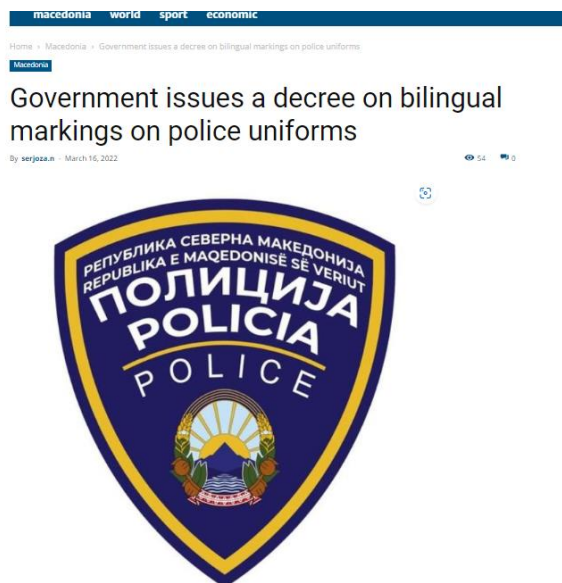 macedonia world sport economic
Home › Macedonia › Government issues a decree on bilingual markings on police uniforms
Macedonia
Government issues a decree on bilingual
markings on police uniforms
By serjoza.n - March 16, 2022 54 0
РЕПУБЛИКА СЕВЕРНА МАКЕДОНИЈА
REPUBLIKA E MAQEDONISË SË VERIUT
ПОЛИЦИЈА
POLICIA
POLICE